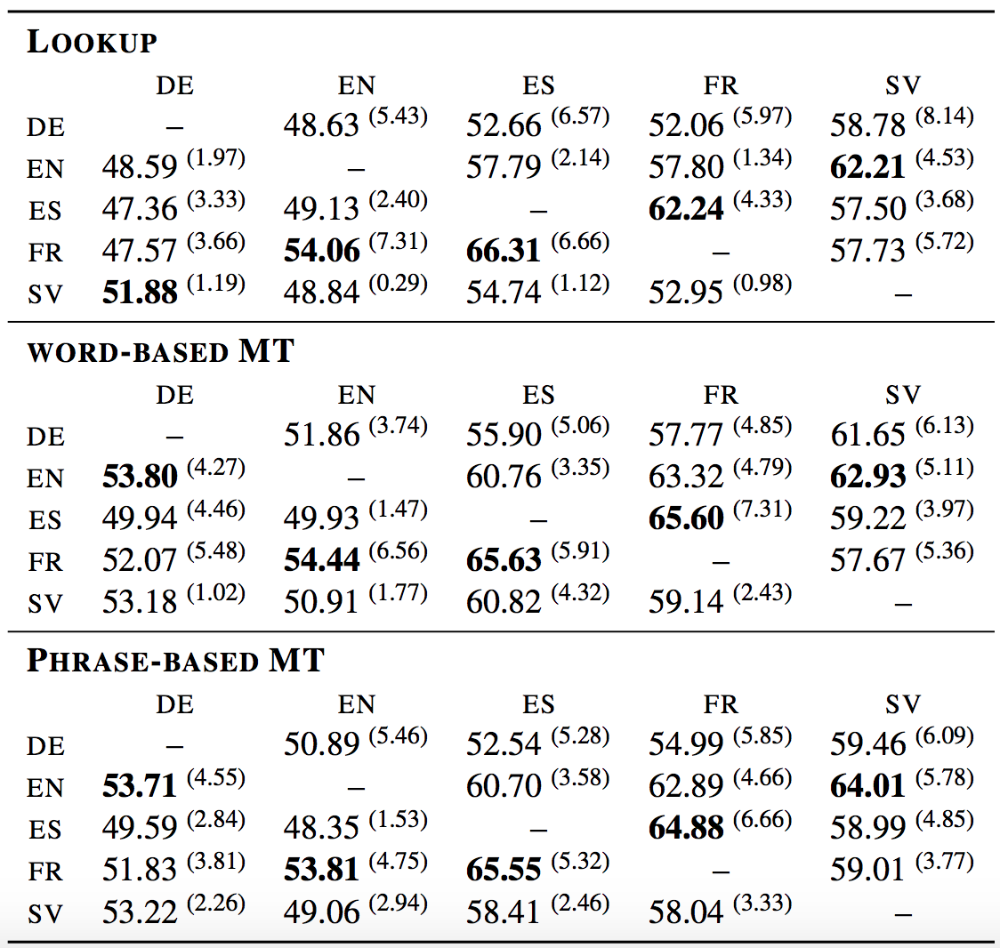 LOOKUP
DE EN ES FR SV
DE – 48.63 (5.43) 52.66 (6.57) 52.06 (5.97) 58.78 (8.14)
EN 48.59 (1.97) – 57.79 (2.14) 57.80 (1.34) 62.21 (4.53)
ES 47.36 (3.33) 49.13 (2.40) – 62.24 (4.33) 57.50 (3.68)
FR 47.57 (3.66) 54.06 (7.31) 66.31 (6.66) – 57.73 (5.72)
SV 51.88 (1.19) 48.84 (0.29) 54.74 (1.12) 52.95 (0.98) –
WORD-BASED MT
DE EN ES FR SV
DE – 51.86 (3.74) 55.90 (5.06) 57.77 (4.85) 61.65 (6.13)
EN 53.80 (4.27) – 60.76 (3.35) 63.32 (4.79) 62.93 (5.11)
ES 49.94 (4.46) 49.93 (1.47) – 65.60 (7.31) 59.22 (3.97)
FR 52.07 (5.48) 54.44 (6.56) 65.63 (5.91) – 57.67 (5.36)
SV 53.18 (1.02) 50.91 (1.77) 60.82 (4.32) 59.14 (2.43) –
PHRASE-BASED MT
DE EN ES FR SV
DE – 50.89 (5.46) 52.54 (5.28) 54.99 (5.85) 59.46 (6.09)
EN 53.71 (4.55) – 60.70 (3.58) 62.89 (4.66) 64.01 (5.78)
ES 49.59 (2.84) 48.35 (1.53) – 64.88 (6.66) 58.99 (4.85)
FR 51.83 (3.81) 53.81 (4.75) 65.55 (5.32) – 59.01 (3.77)
SV 53.22 (2.26) 49.06 (2.94) 58.41 (2.46) 58.04 (3.33) –